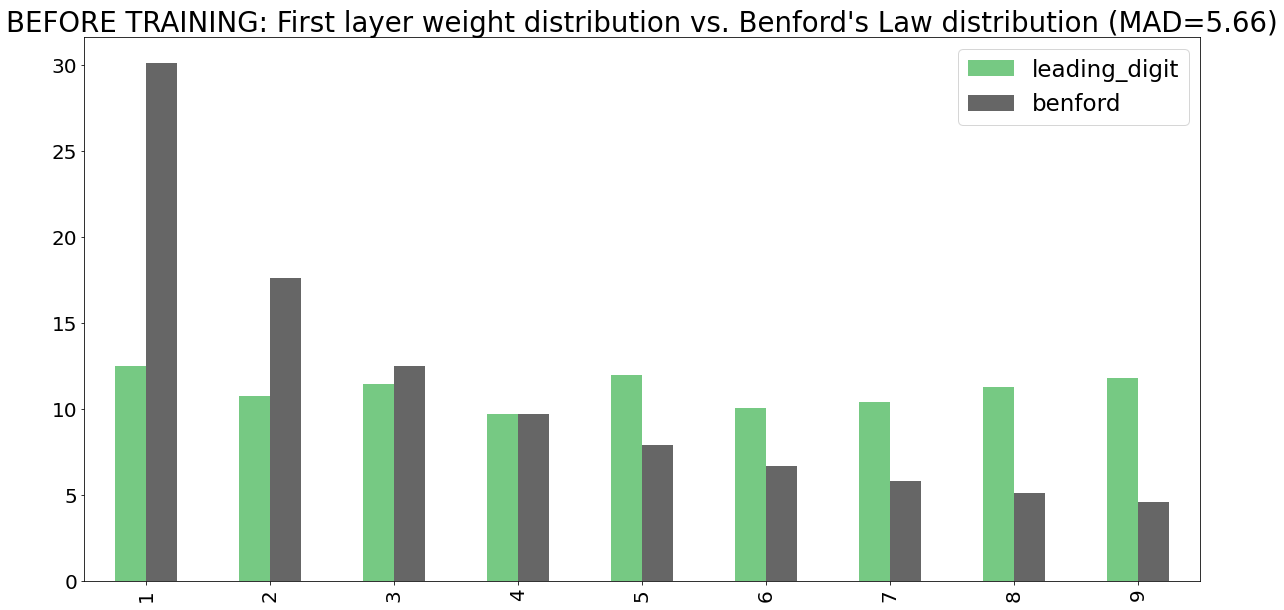 BEFORE TRAINING: First layer weight distribution vs. Benford's Law distribution (MAD=5.66)
leading_digit
benford
30
25
20
15
10
5
0
1 2 3 4 5 6 7 8 9